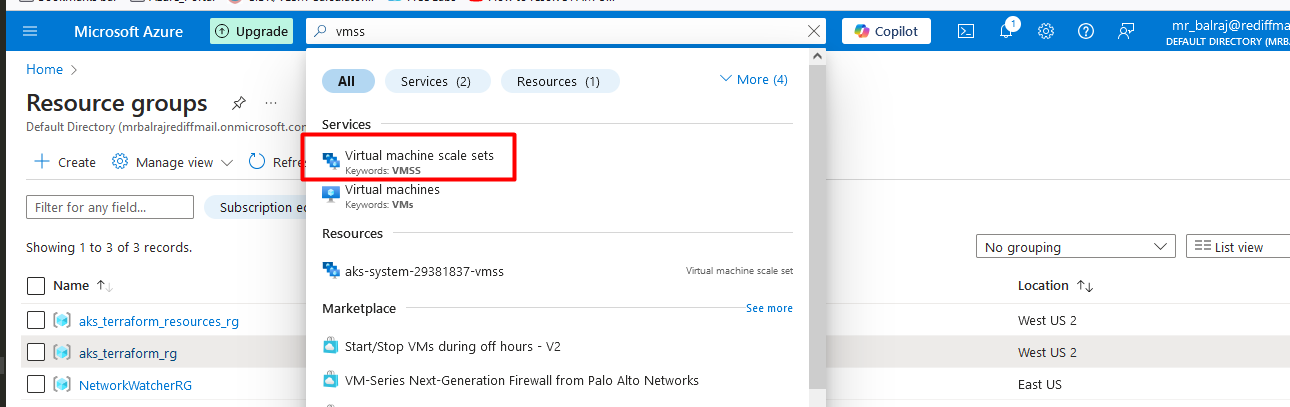 Microsoft Azure
Upgrade
vmss
Copilot
1
mr_balraj@rediffma
DEFAULT DIRECTORY (MRBA
Home
Resource groups
Default Directory (mrbalrajrediffmail.onmicrosoft.co
Create
Manage view
Refre
Filter for any field...
Subscription eq
Showing 1 to 3 of 3 records.
No grouping
List view
Name
Location
aks_terraform_resources_rg
West US 2
aks_terraform_rg
West US 2
NetworkWatcherRG
East US
All
Services (2)
Resources (1)
More (4)
Services
Virtual machine scale sets
Keywords: VMSS
Virtual machines
Keywords: VMs
Resources
aks-system-29381837-vmss
Virtual machine scale set
Marketplace
See more
Start/Stop VMs during off hours - V2
VM-Series Next-Generation Firewall from Palo Alto Networks